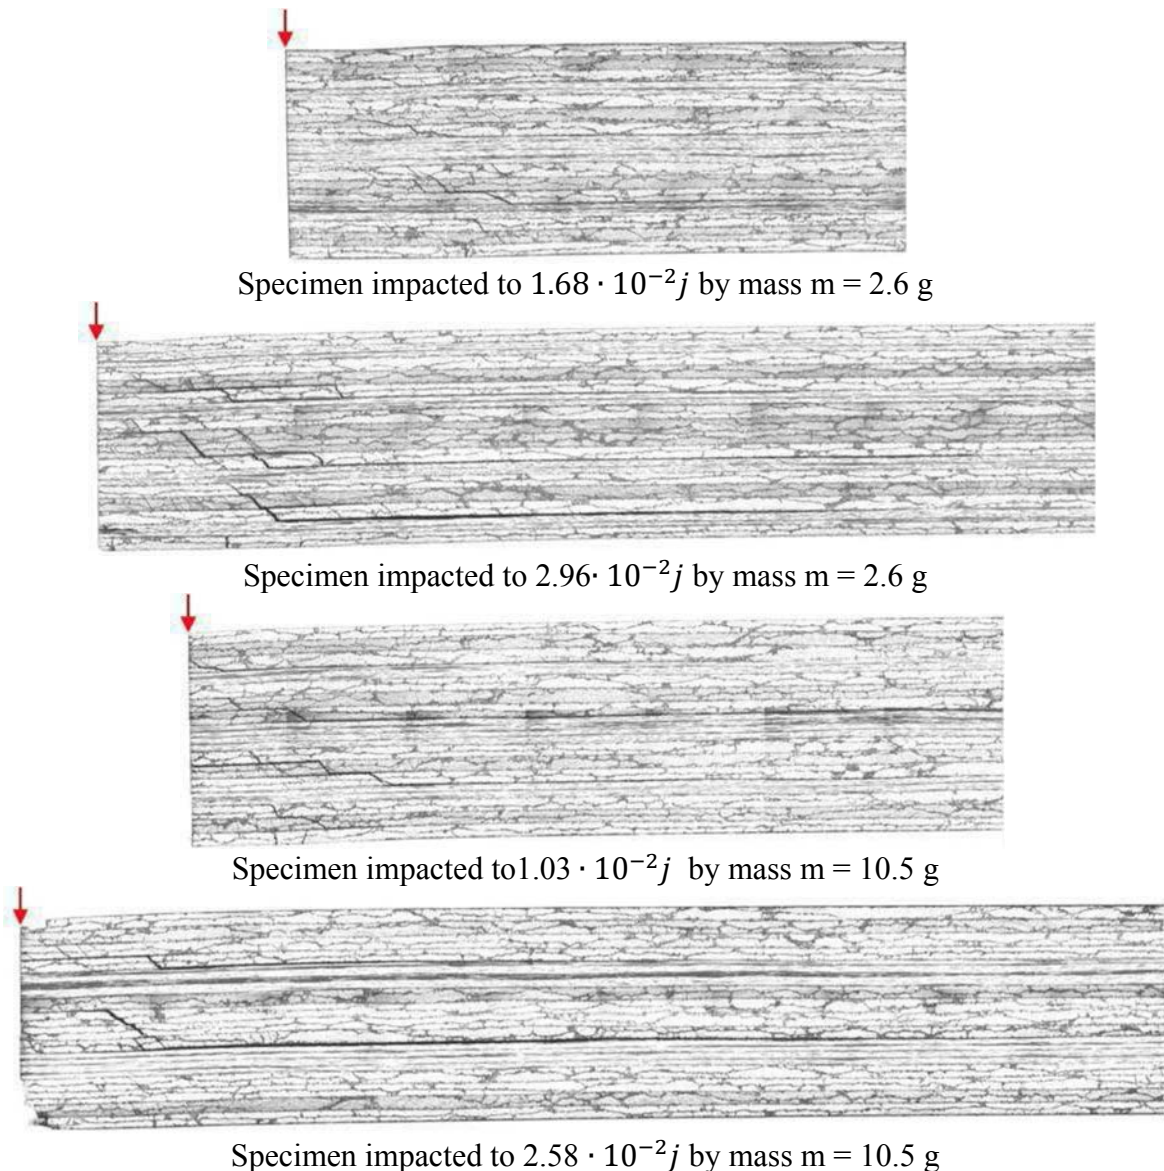 Specimen impacted to 1.68 · 10⁻²j by mass m = 2.6 g
Specimen impacted to 2.96· 10⁻²j by mass m = 2.6 g
Specimen impacted to1.03 · 10⁻²j by mass m = 10.5 g
Specimen impacted to 2.58 · 10⁻²j by mass m = 10.5 g